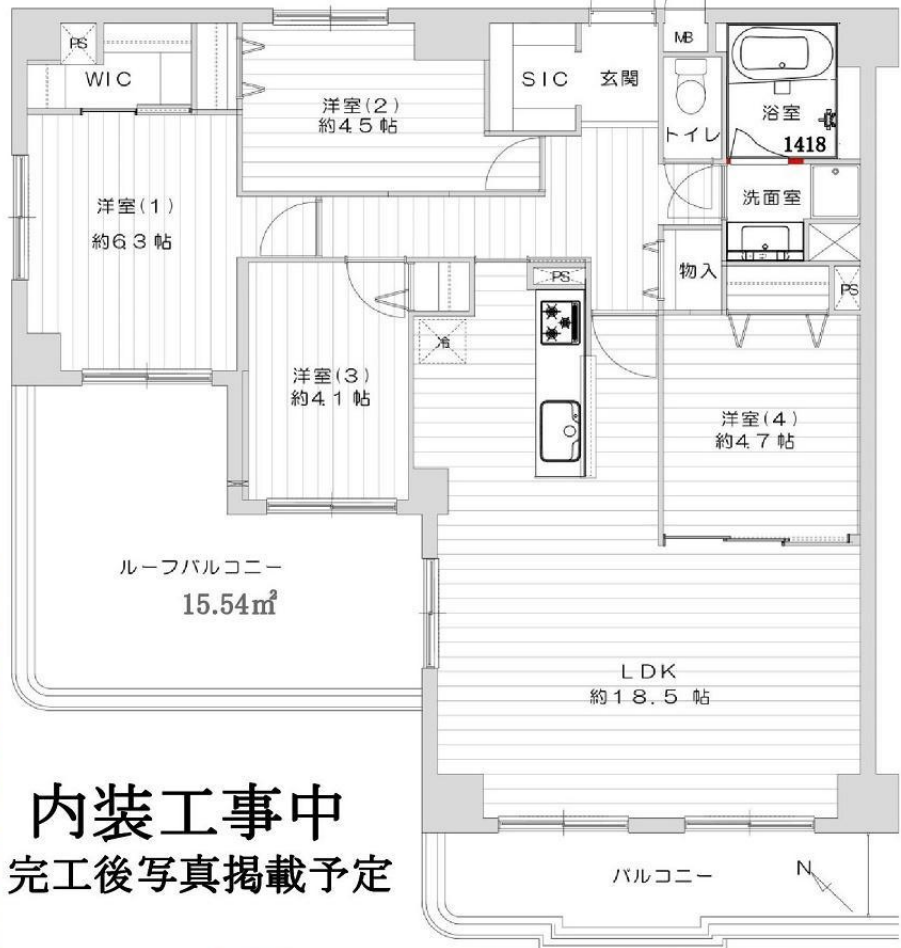 PS
WIC
洋室(2)
約4.5帖
SIC
玄関
MB
トイレ
浴室
1418
洗面室
洋室(1)
約6.3帖
物入
PS
PS
冷
洋室(3)
約4.1帖
洋室(4)
約4.7帖
ルーフバルコニー
15.54㎡
LDK
約18.5帖
内装工事中
完工後写真掲載予定
バルコニー
N